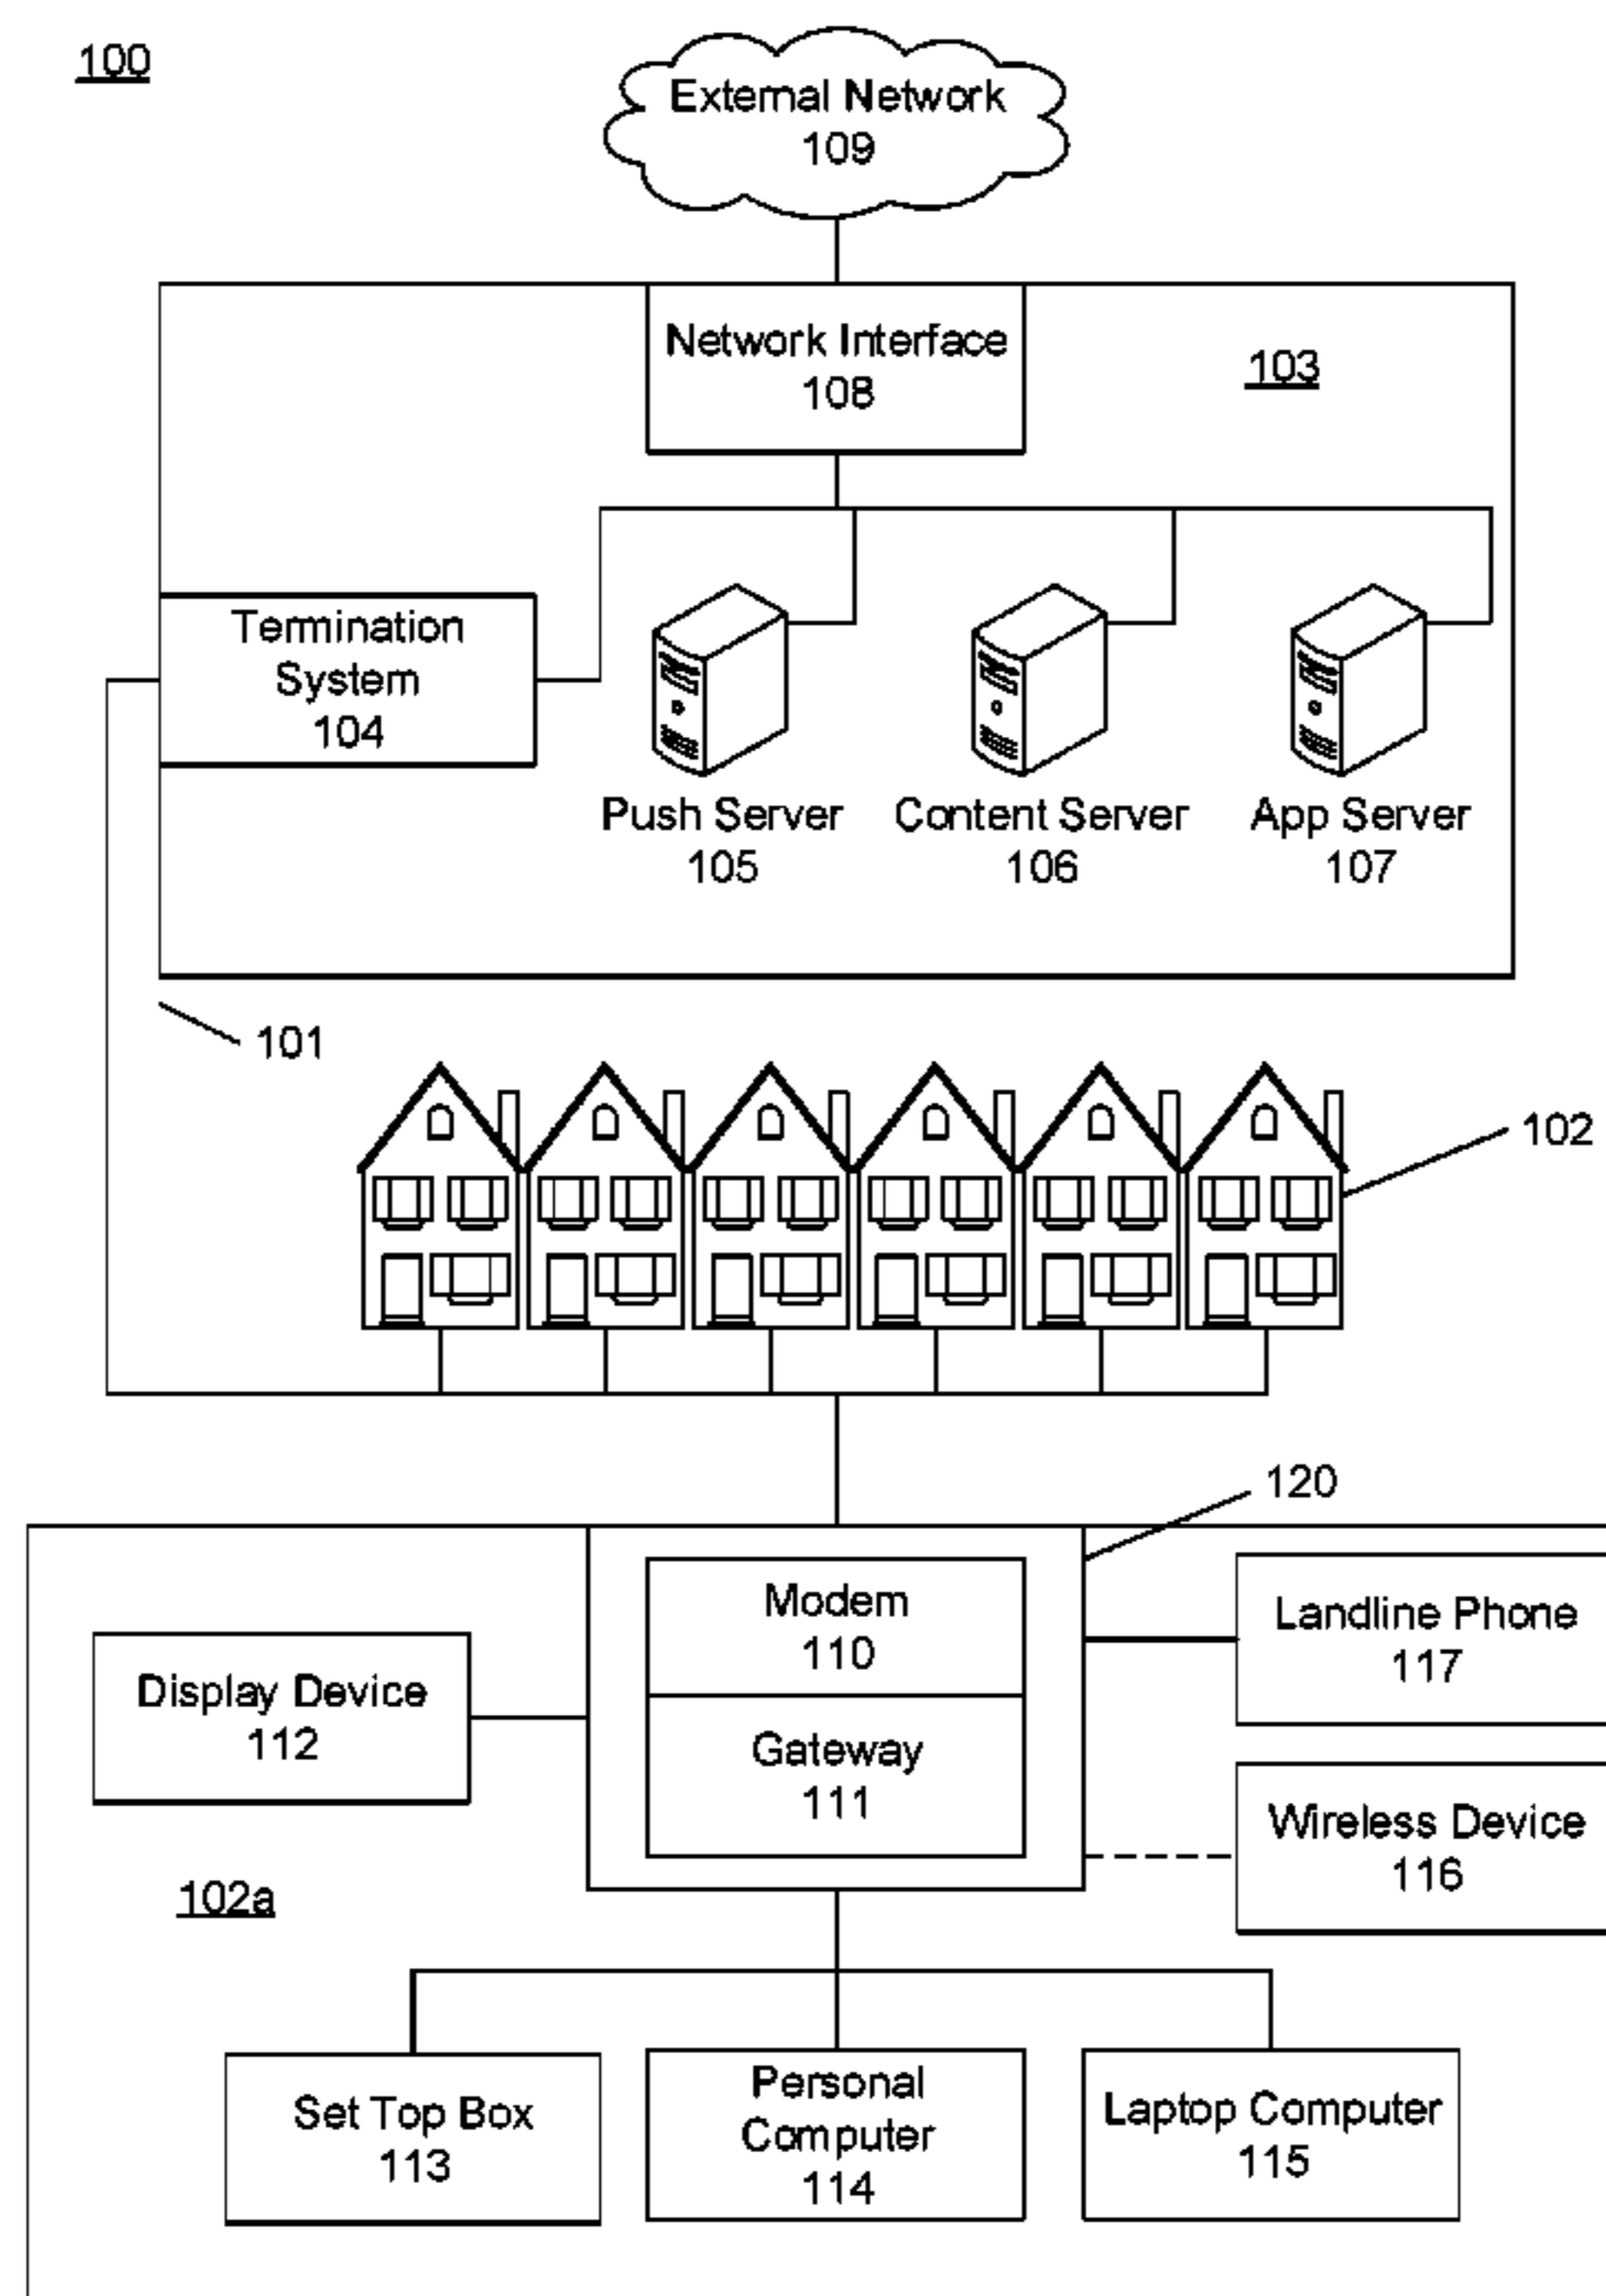 100
External Network
109
Network Interface
108
103
Termination
System
104
Push Server
105
Content Server
106
App Server
107
101
102
120
Modem
110
Landline Phone
117
Display Device
112
Gateway
111
Wireless Device
116
102a
Set Top Box
113
Personal
Computer
114
Laptop Computer
115